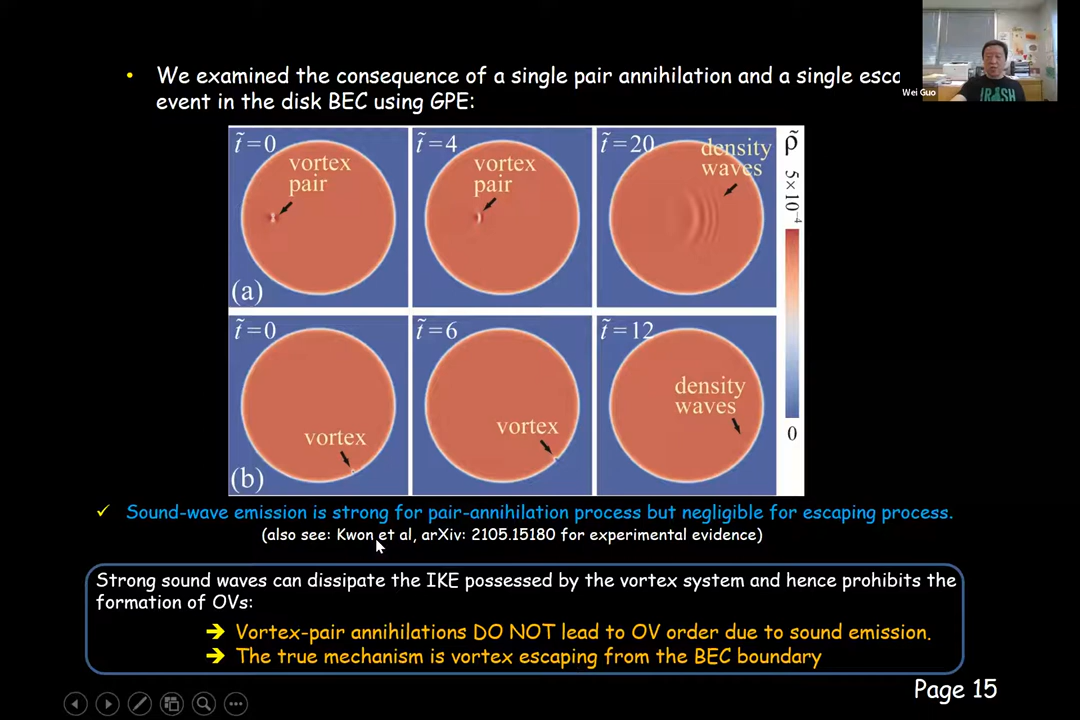 • We examined the consequence of a single pair annihilation and a single esca
event in the disk BEC using GPE:
Wei Guo
IRISH
t̃=0
vortex
pair
(a)
t̃=4
vortex
pair
t̃=20
density
waves
ρ̃
5×10⁻⁴
0
t̃=0
vortex
(b)
t̃=6
vortex
t̃=12
density
waves
✓ Sound-wave emission is strong for pair-annihilation process but negligible for escaping process.
(also see: Kwon et al, arXiv: 2105.15180 for experimental evidence)
Strong sound waves can dissipate the IKE possessed by the vortex system and hence prohibits the
formation of OVs:
➔ Vortex-pair annihilations DO NOT lead to OV order due to sound emission.
➔ The true mechanism is vortex escaping from the BEC boundary
Page 15